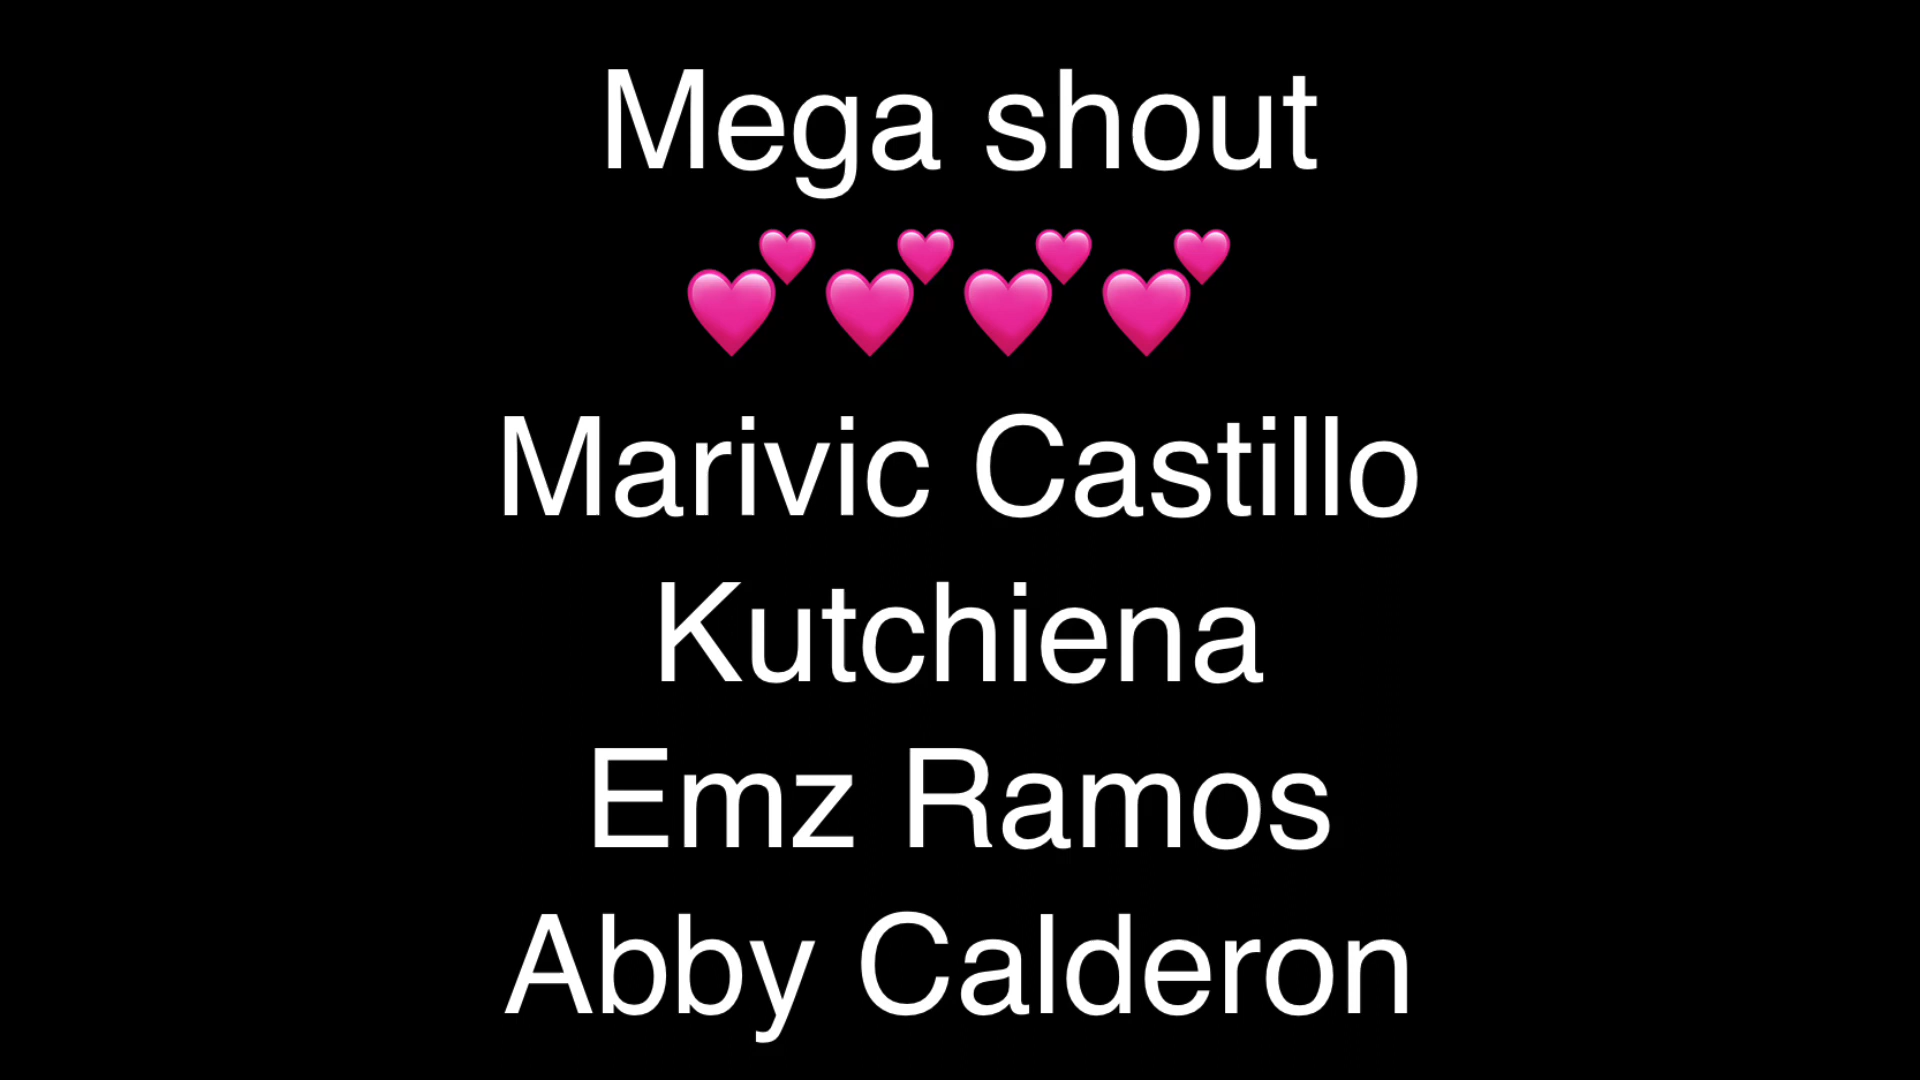 Mega shout
💕💕💕💕
Marivic Castillo
Kutchiena
Emz Ramos
Abby Calderon